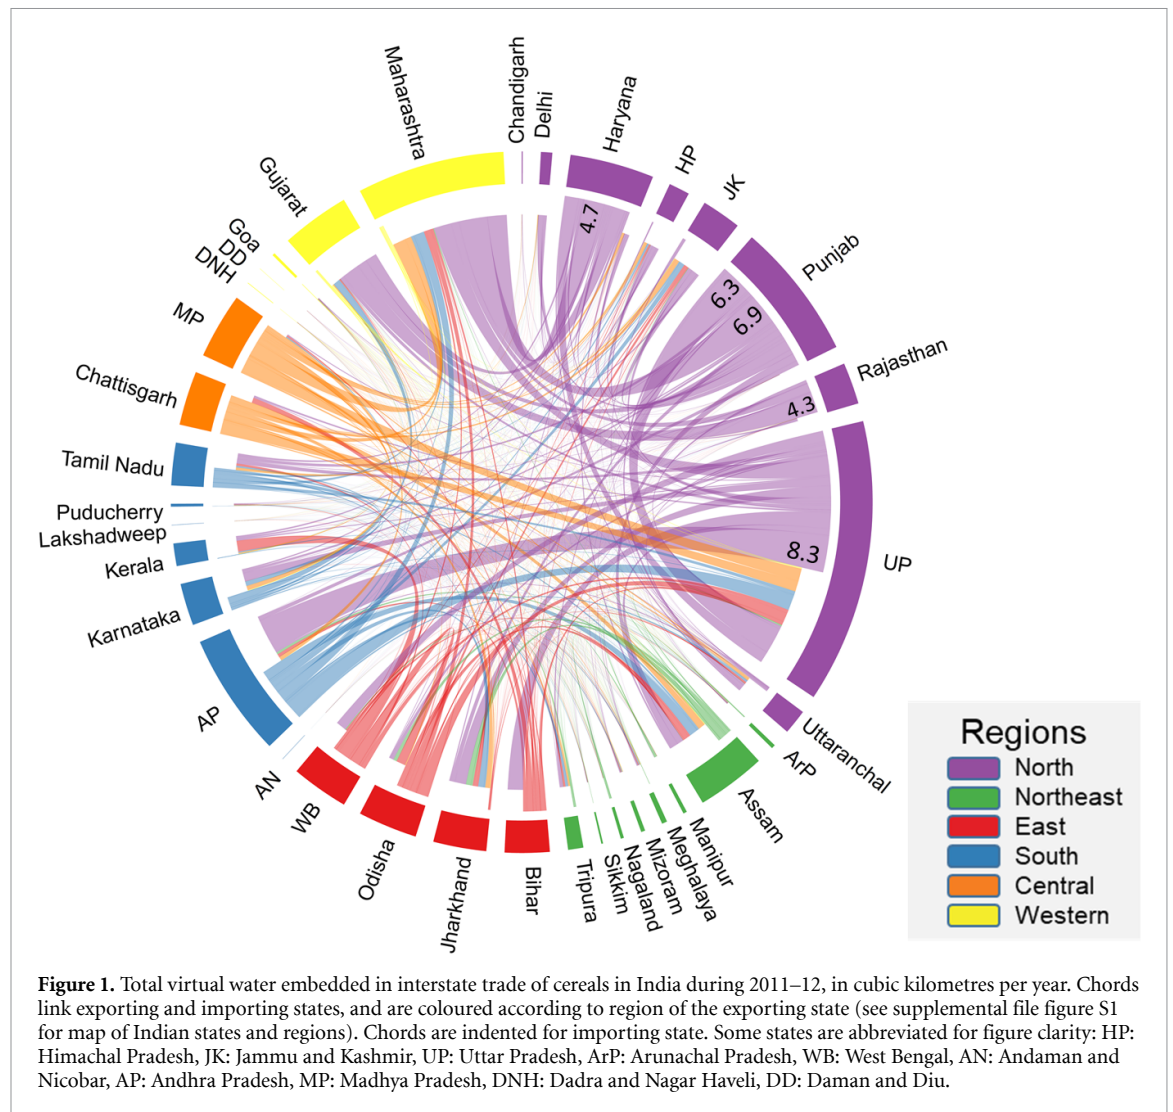 Chandigarh
Delhi
Haryana
HP
JK
Punjab
Rajasthan
UP
Uttaranchal
ArP
Assam
Manipur
Meghalaya
Mizoram
Nagaland
Sikkim
Tripura
Bihar
Jharkhand
Odisha
WB
AN
AP
Karnataka
Kerala
Lakshadweep
Puducherry
Tamil Nadu
Chattisgarh
MP
DNH
DD
Goa
Gujarat
Maharashtra
4.7
6.3
6.9
4.3
8.3
Regions
North
Northeast
East
South
Central
Western
Figure 1. Total virtual water embedded in interstate trade of cereals in India during 2011–12, in cubic kilometres per year. Chords
link exporting and importing states, and are coloured according to region of the exporting state (see supplemental file figure S1
for map of Indian states and regions). Chords are indented for importing state. Some states are abbreviated for figure clarity: HP:
Himachal Pradesh, JK: Jammu and Kashmir, UP: Uttar Pradesh, ArP: Arunachal Pradesh, WB: West Bengal, AN: Andaman and
Nicobar, AP: Andhra Pradesh, MP: Madhya Pradesh, DNH: Dadra and Nagar Haveli, DD: Daman and Diu.